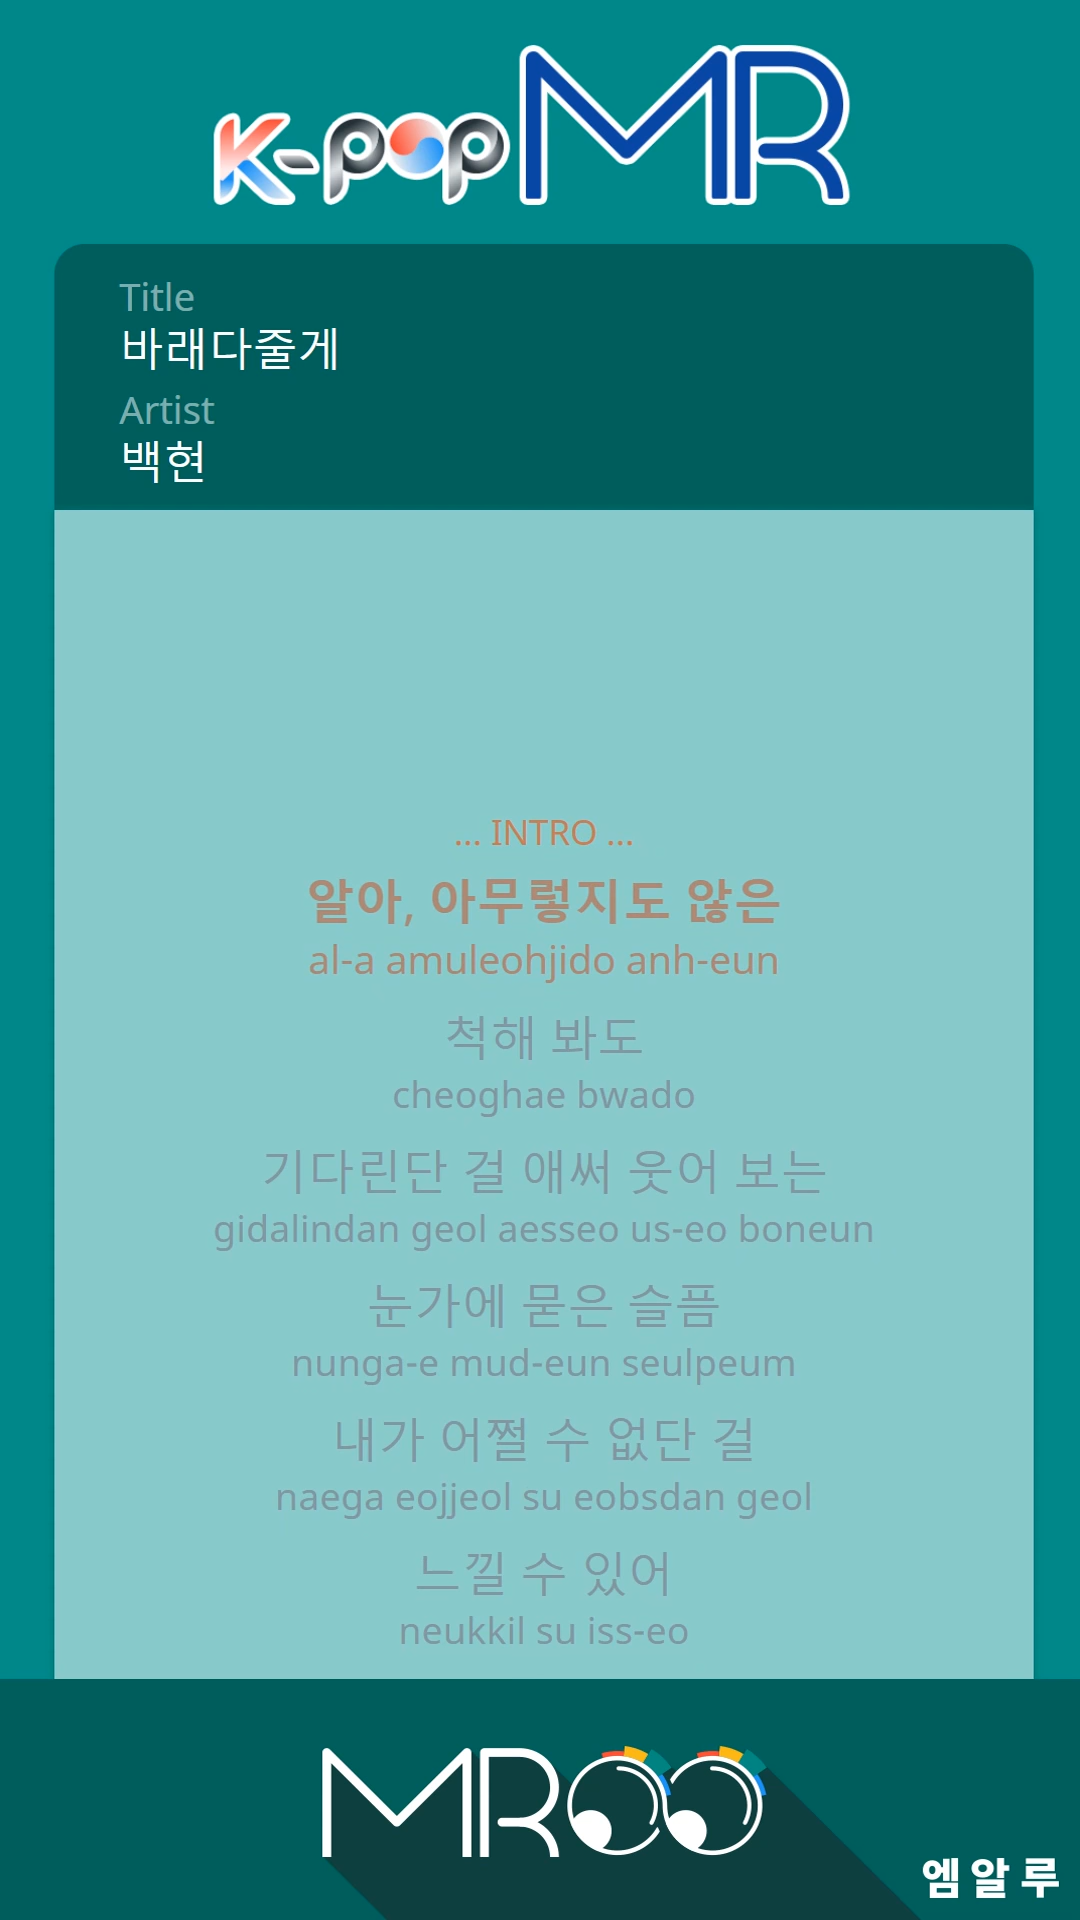 K-pop MR
Title
바래다줄게
Artist
백현
... INTRO ...
알아, 아무렇지도 않은
al-a amuleohjido anh-eun
척해 봐도
cheoghae bwado
기다린단 걸 애써 웃어 보는
gidalindan geol aesseo us-eo boneun
눈가에 묻은 슬픔
nunga-e mud-eun seulpeum
내가 어쩔 수 없단 걸
naega eojjeol su eobsdan geol
느낄 수 있어
neukkil su iss-eo
MROO
엠알루